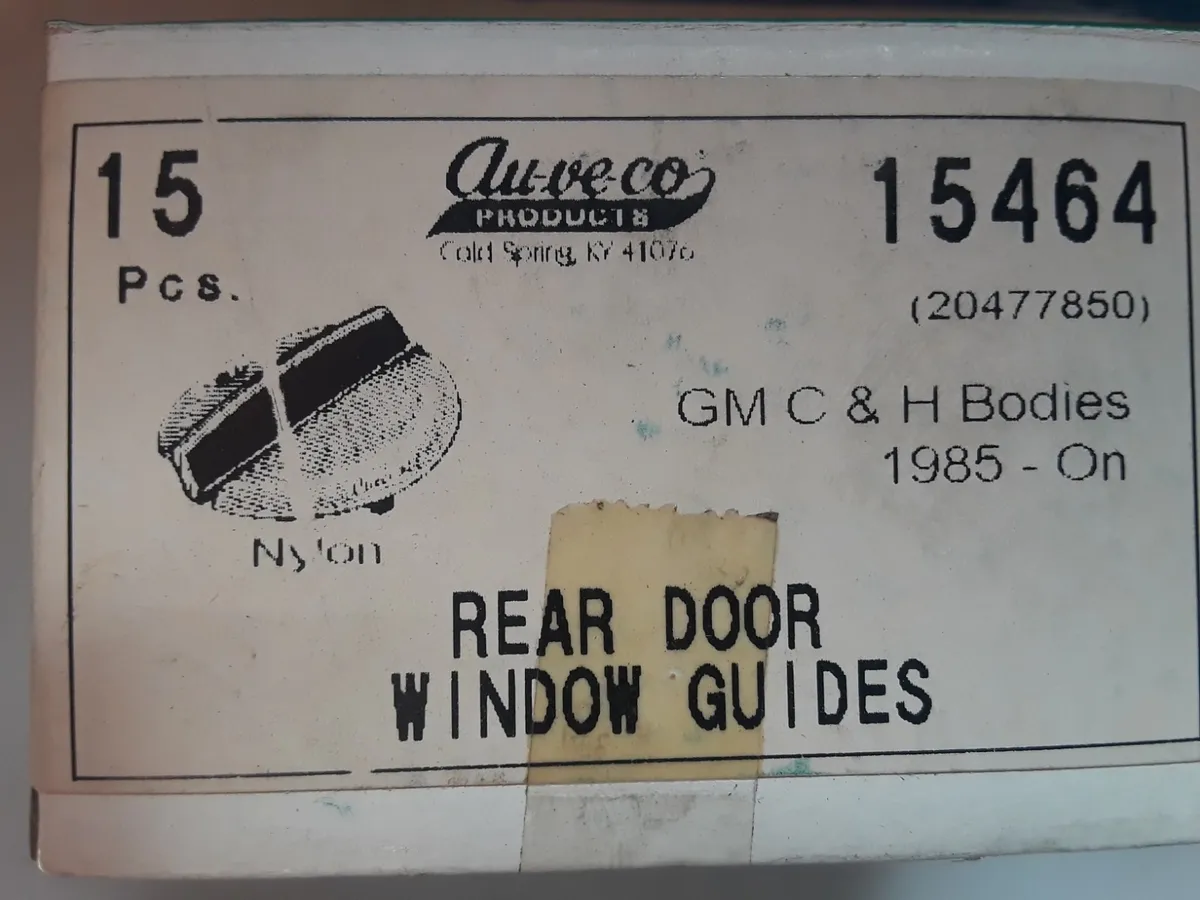 15
Pcs.
Au-ve-co
PRODUCTS
Cold Spring, KY 41076
15464
(20477850)
GM C & H Bodies
1985 - On
Nylon
REAR DOOR
WINDOW GUIDES